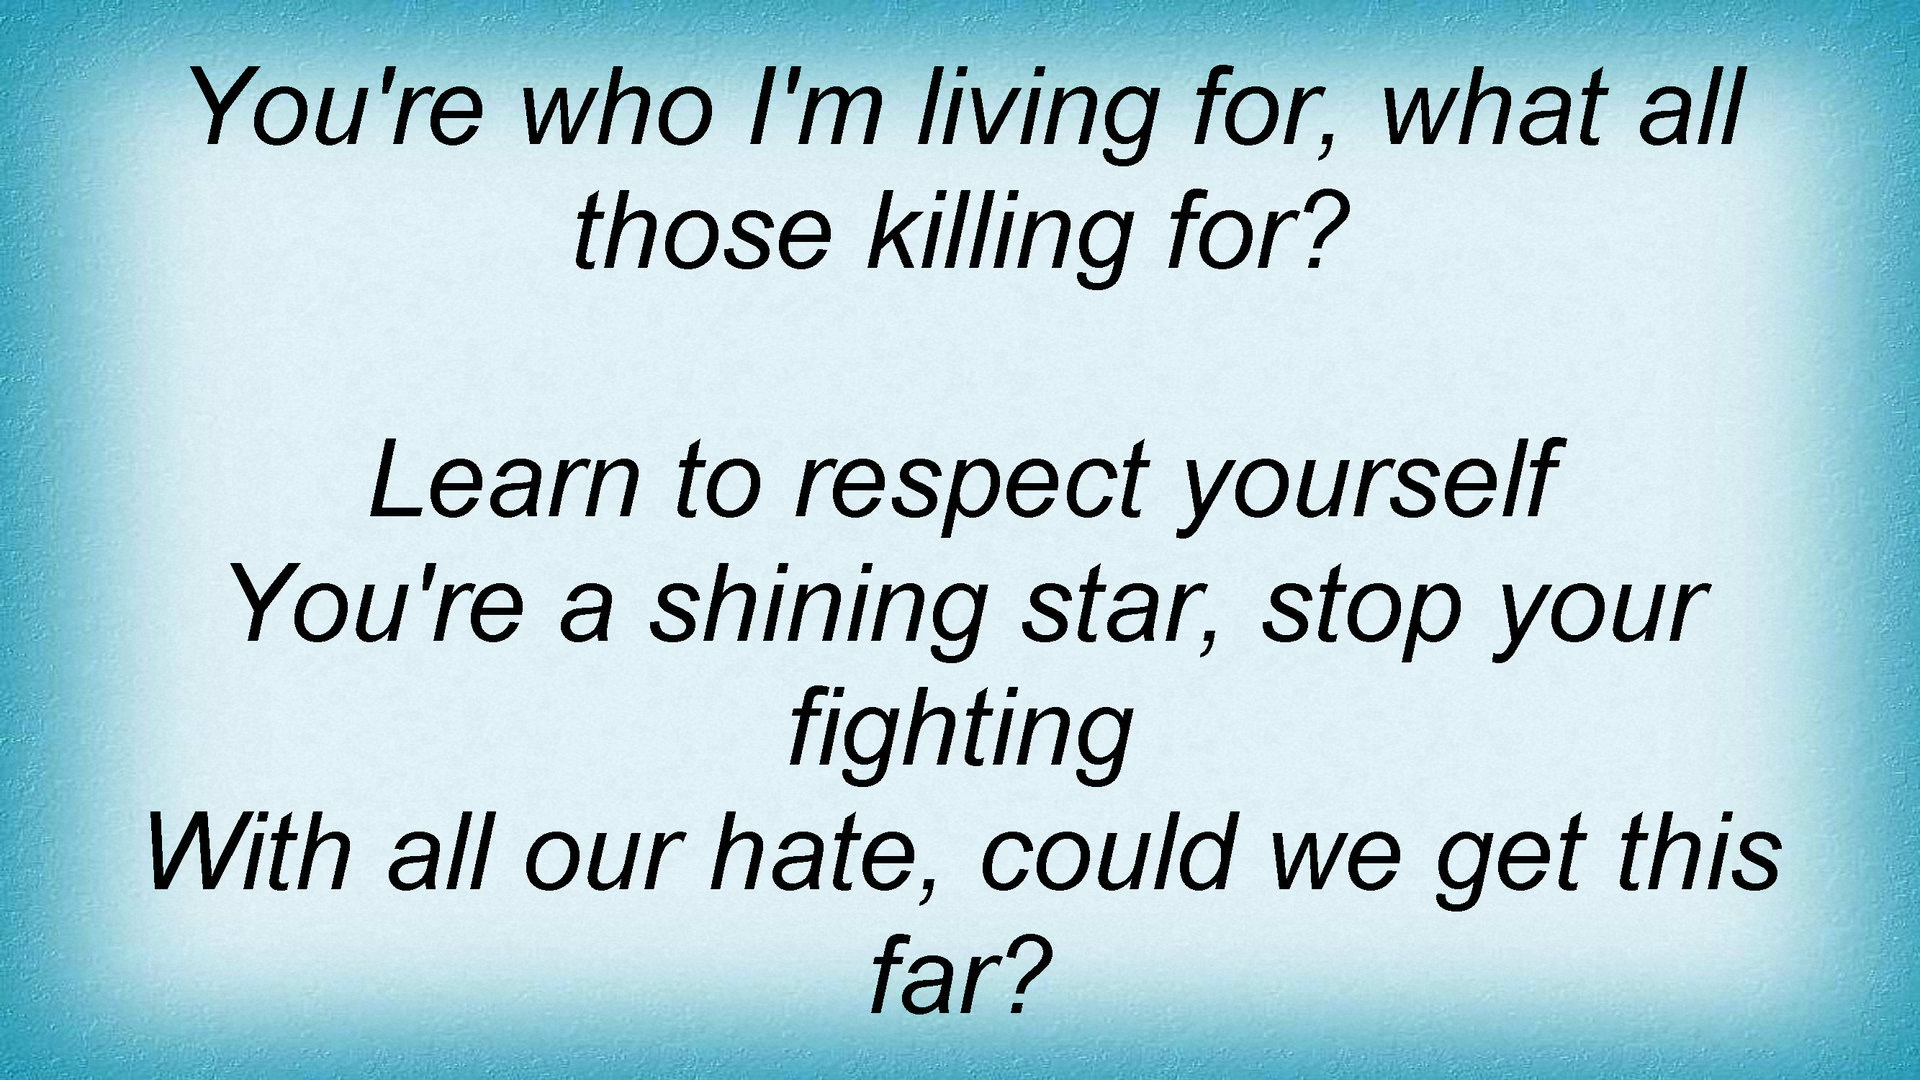 You're who I'm living for, what all
those killing for?
Learn to respect yourself
You're a shining star, stop your
fighting
With all our hate, could we get this
far?